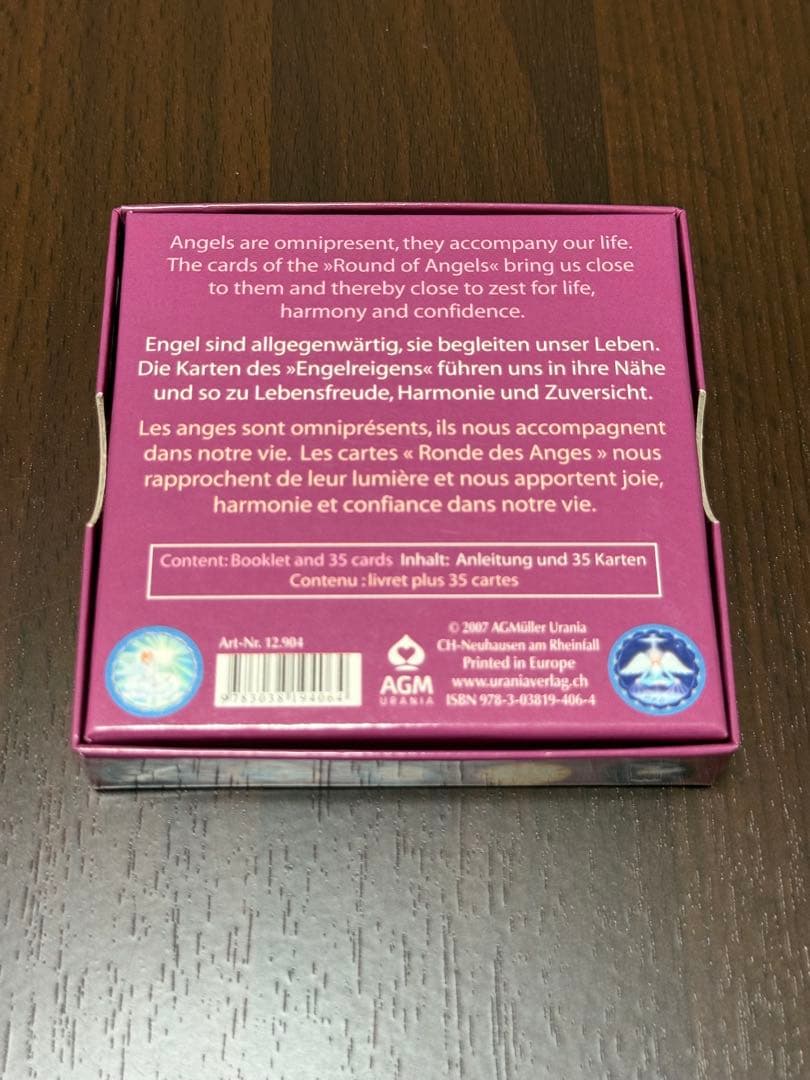 Angels are omnipresent, they accompany our life.
The cards of the »Round of Angels« bring us close
to them and thereby close to zest for life,
harmony and confidence.
Engel sind allgegenwärtig, sie begleiten unser Leben.
Die Karten des »Engelreigens« führen uns in ihre Nähe
und so zu Lebensfreude, Harmonie und Zuversicht.
Les anges sont omniprésents, ils nous accompagnent
dans notre vie. Les cartes « Ronde des Anges » nous
rapprochent de leur lumière et nous apportent joie,
harmonie et confiance dans notre vie.
Content: Booklet and 35 cards Inhalt: Anleitung und 35 Karten
Contenu : livret plus 35 cartes
Art-Nr. 12.904
9783038194064
AGM
URANIA
© 2007 AGMüller Urania
CH-Neuhausen am Rheinfall
Printed in Europe
www.uraniaverlag.ch
ISBN 978-3-03819-406-4